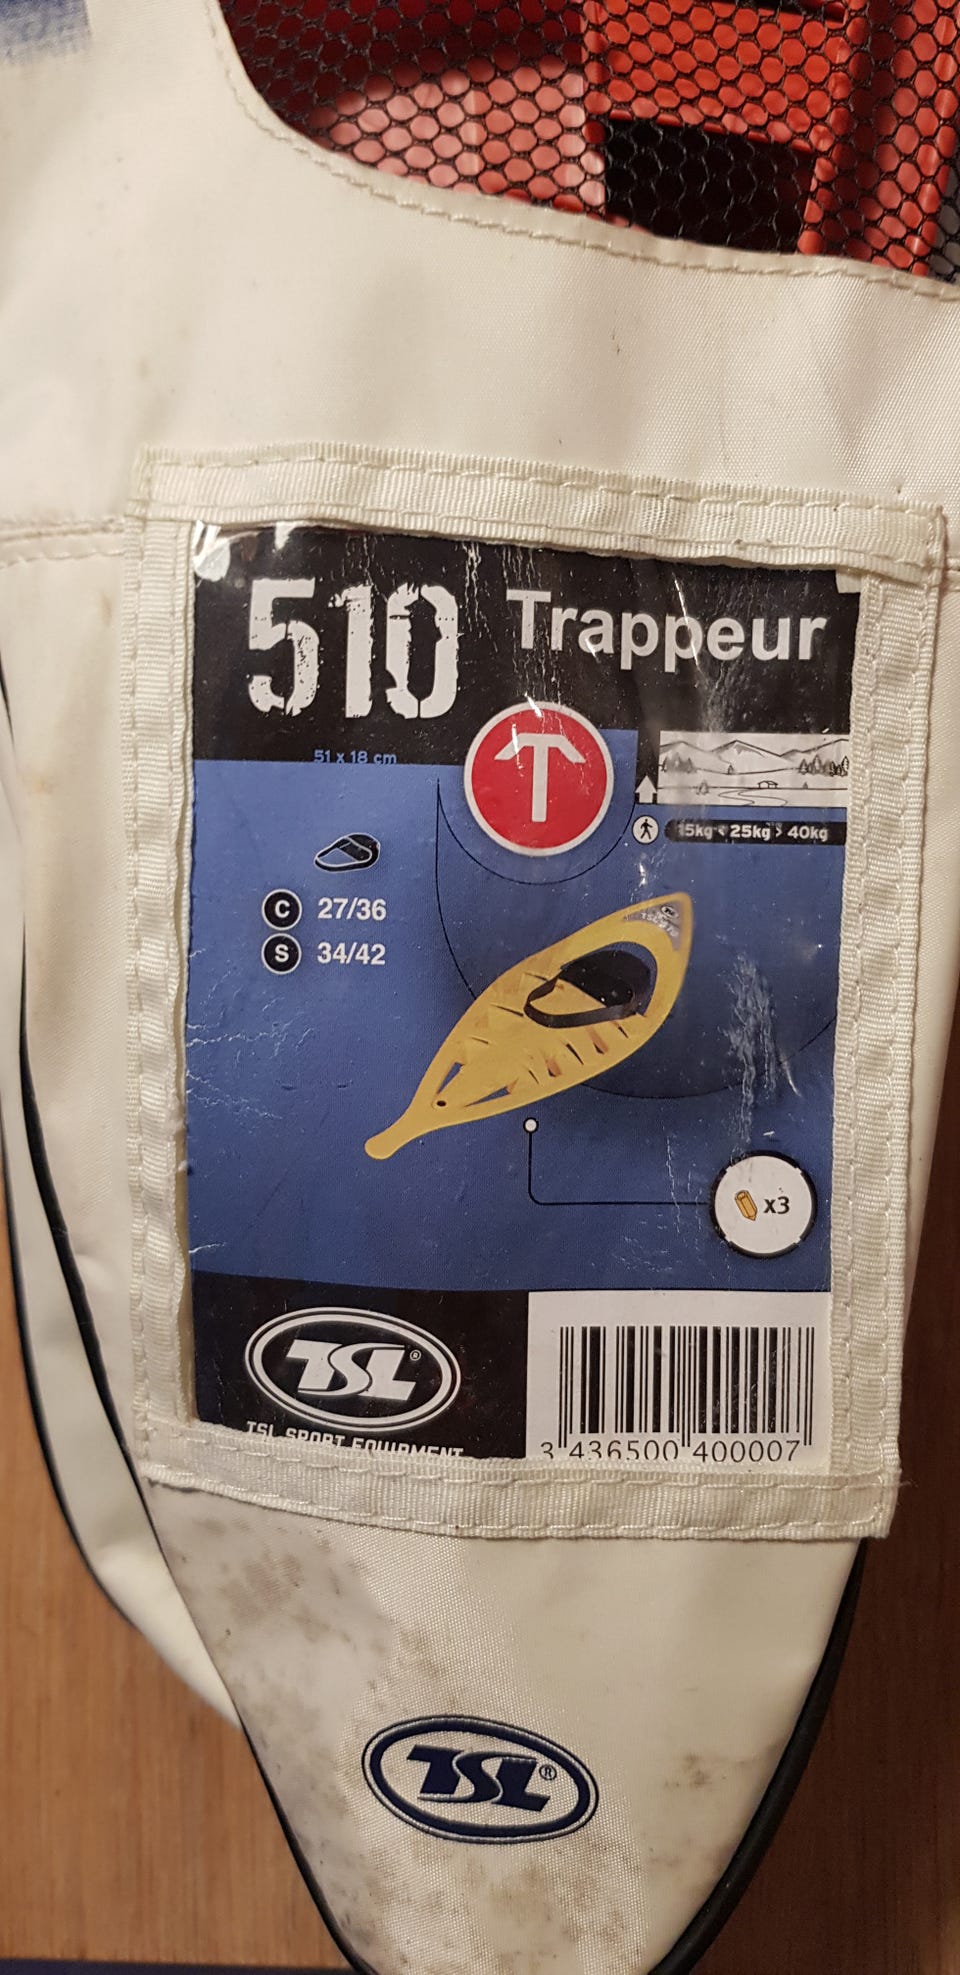 510 Trappeur
51 x 18 cm
T
15kg < 25kg > 40kg
C 27/36
S 34/42
x3
TSL®
TSL SPORT EQUIPMENT
3 436500 400007
TSL®